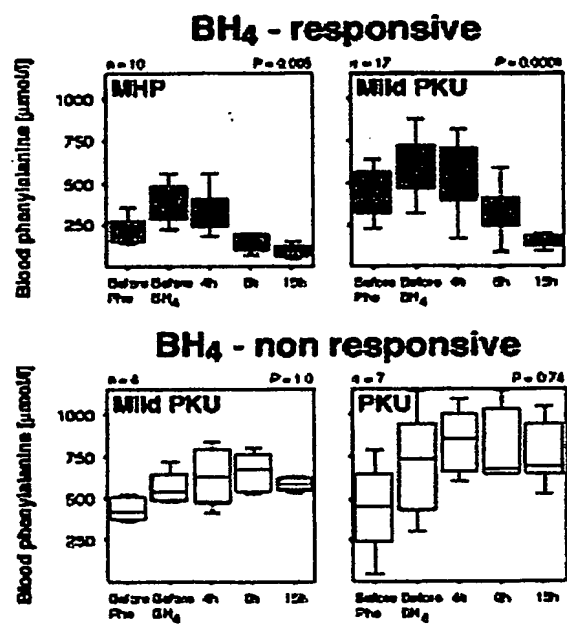 BH4 - responsive
n = 10 P = 0.005
n = 17 P = 0.0008
MHP
Mild PKU
Blood phenylalanine [µmol/l]
1000
750
500
250
Before Before 4h 8h 15h
Phe BH4
Before Before 4h 8h 15h
Phe BH4
BH4 - non responsive
n = 4 P = 1.0
n = 7 P = 0.74
Mild PKU
PKU
Blood phenylalanine [µmol/l]
1000
750
500
250
Before Before 4h 8h 15h
Phe BH4
Before Before 8h 15h
Phe BH4